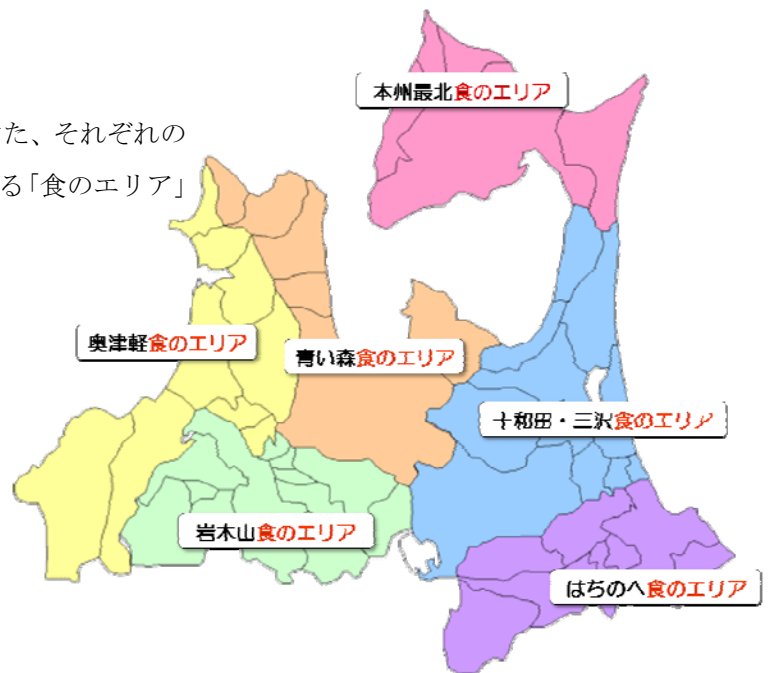 本州最北食のエリア
た、それぞれの
る「食のエリア」
奥津軽食のエリア
青い森食のエリア
十和田・三沢食のエリア
岩木山食のエリア
はちのへ食のエリア